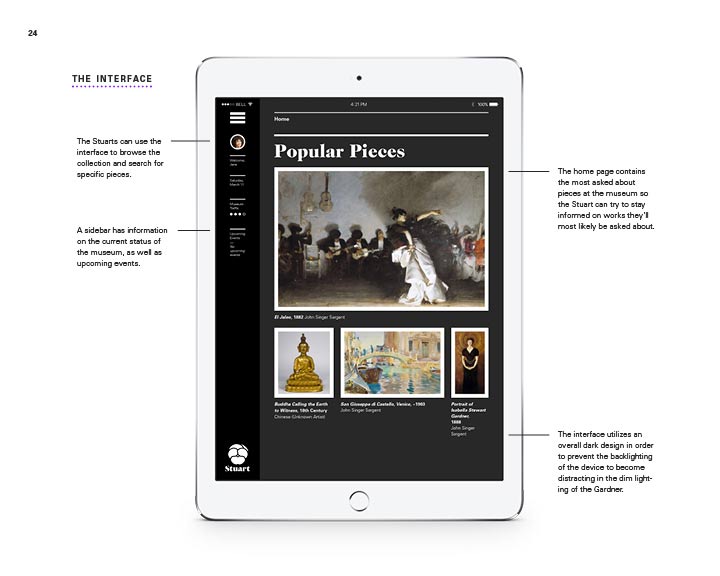 24
THE INTERFACE
The Stuarts can use the
interface to browse the
collection and search for
specific pieces.
A sidebar has information
on the current status of
the museum, as well as
upcoming events.
BELL
4:21 PM
100%
Home
Popular Pieces
Welcome,
Jane
Saturday,
March 11
Museum
Traffic
Upcoming
Events
—
No
upcoming
events
El Jaleo, 1882 John Singer Sargent
Buddha Calling the Earth
to Witness, 18th Century
Chinese-Unknown Artist
San Giuseppe di Castello, Venice, ~1903
John Singer Sargent
Portrait of
Isabella Stewart
Gardner,
1888
John Singer
Sargent
Stuart
The home page contains
the most asked about
pieces at the museum so
the Stuart can try to stay
informed on works they'll
most likely be asked about.
The interface utilizes an
overall dark design in order
to prevent the backlighting
of the device to become
distracting in the dim light-
ing of the Gardner.